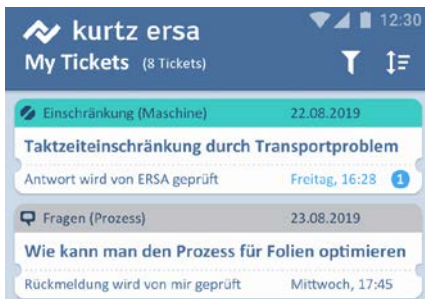 12:30
kurtz ersa
My Tickets (8 Tickets)
Einschränkung (Maschine) 22.08.2019
Taktzeiteinschränkung durch Transportproblem
Antwort wird von ERSA geprüft Freitag, 16:28 1
Fragen (Prozess) 23.08.2019
Wie kann man den Prozess für Folien optimieren
Rückmeldung wird von mir geprüft Mittwoch, 17:45